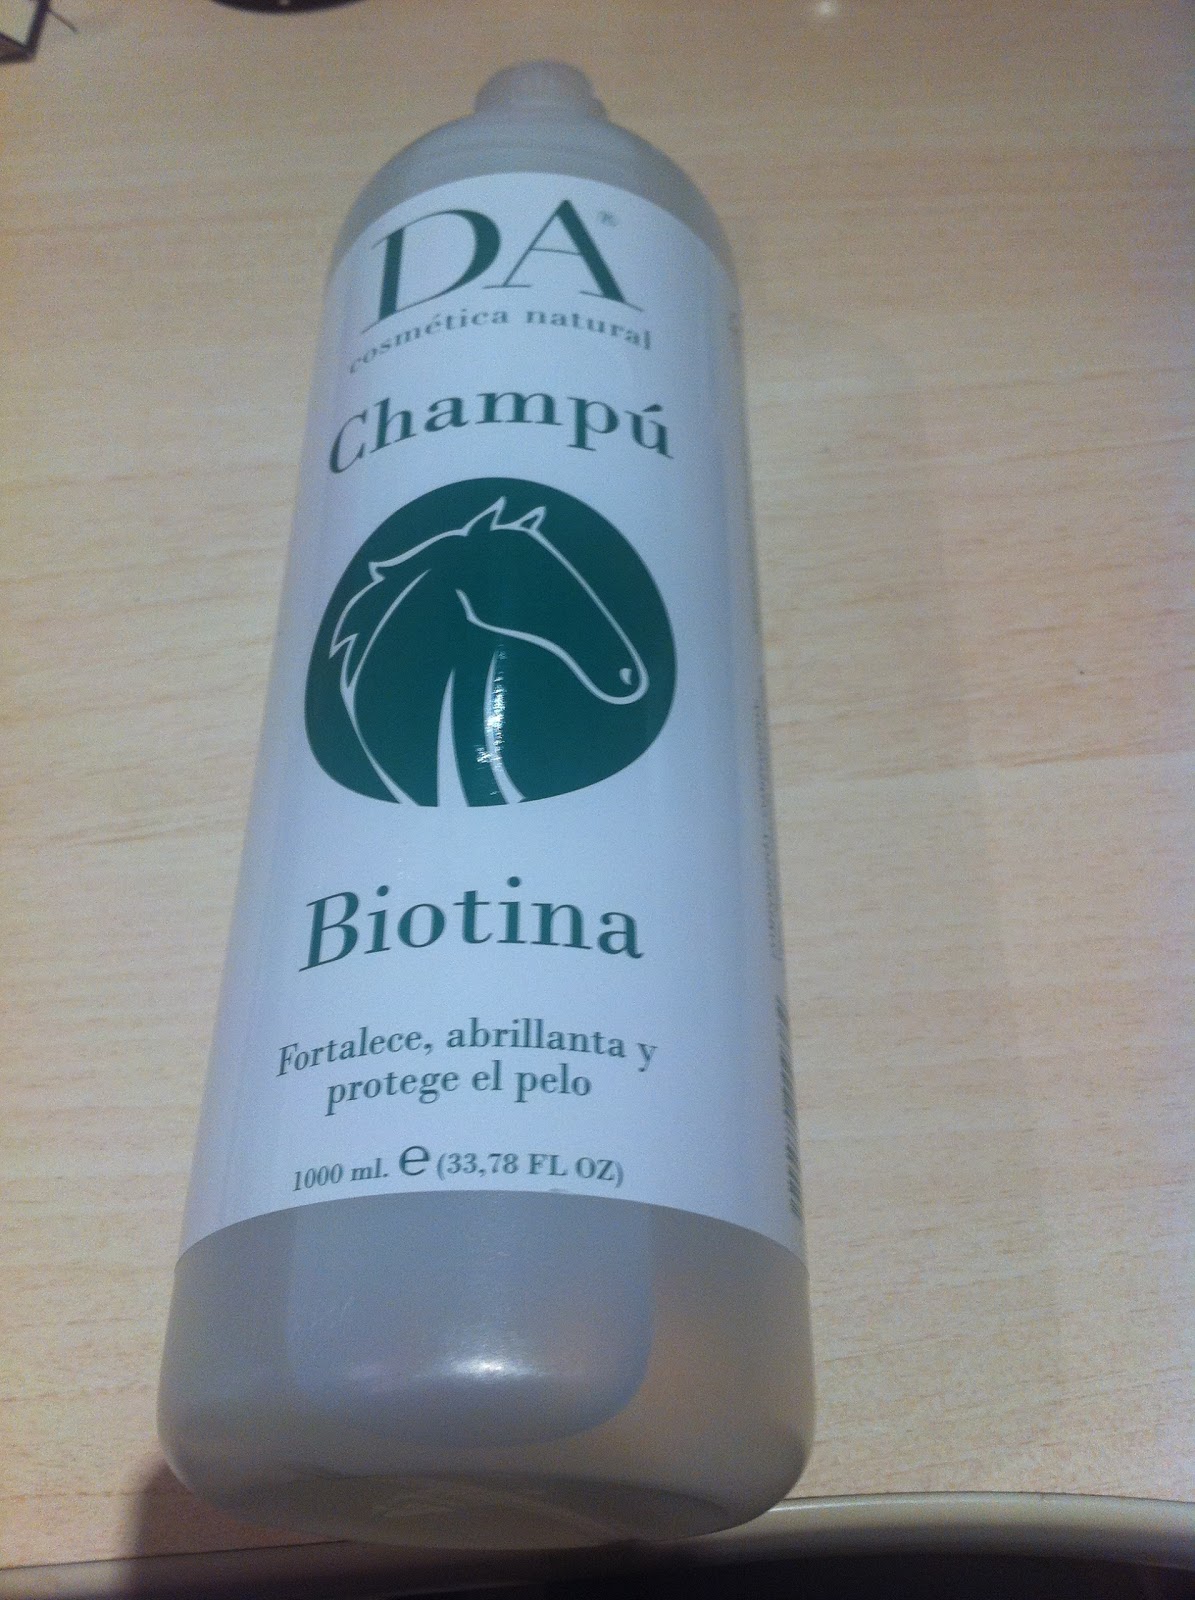 DA®
cosmética natural
Champú
Biotina
Fortalece, abrillanta y
protege el pelo
1000 ml. e (33,78 FL OZ)